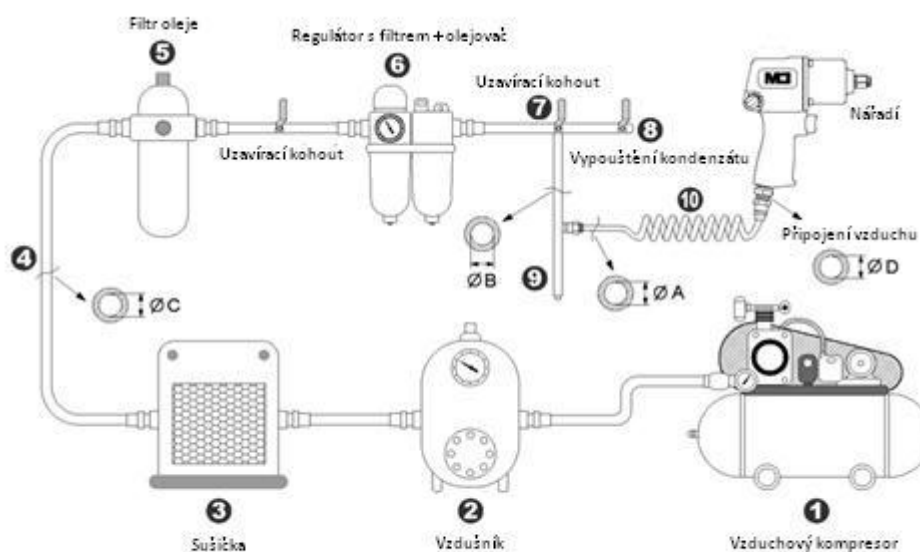 Filtr oleje
5
Regulátor s filtrem + olejovač
6
Uzavírací kohout
7
8
Nářadí
Uzavírací kohout
Vypouštění kondenzátu
10
Připojení vzduchu
4
ØB
9
ØA
ØD
ØC
3
2
1
Sušička
Vzdušník
Vzduchový kompresor